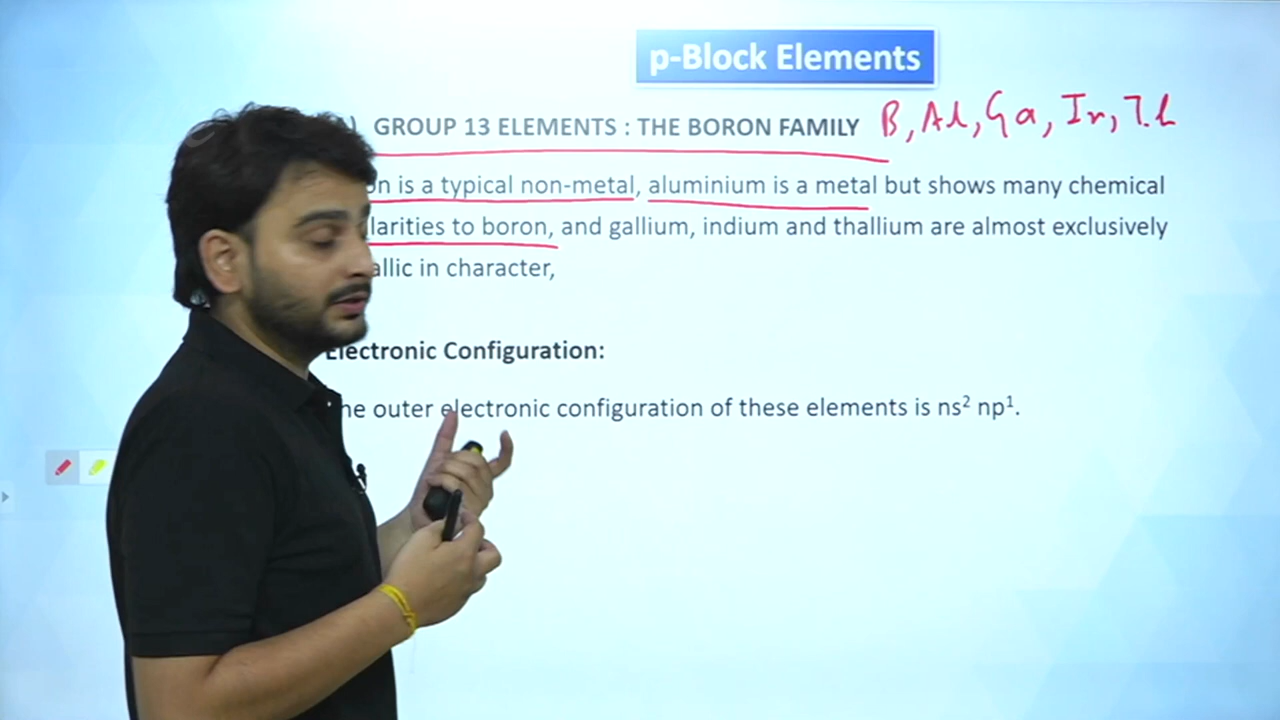 p-Block Elements
) GROUP 13 ELEMENTS : THE BORON FAMILY B, Al, Ga, In, Tl
on is a typical non-metal, aluminium is a metal but shows many chemical
larities to boron, and gallium, indium and thallium are almost exclusively
allic in character,
Electronic Configuration:
he outer electronic configuration of these elements is ns² np¹.